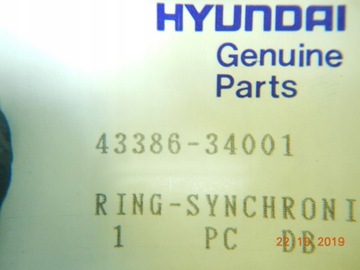 HYUNDAI
Genuine
Parts
43386-34001
RING-SYNCHRONI
1 PC DB
22 10 2019